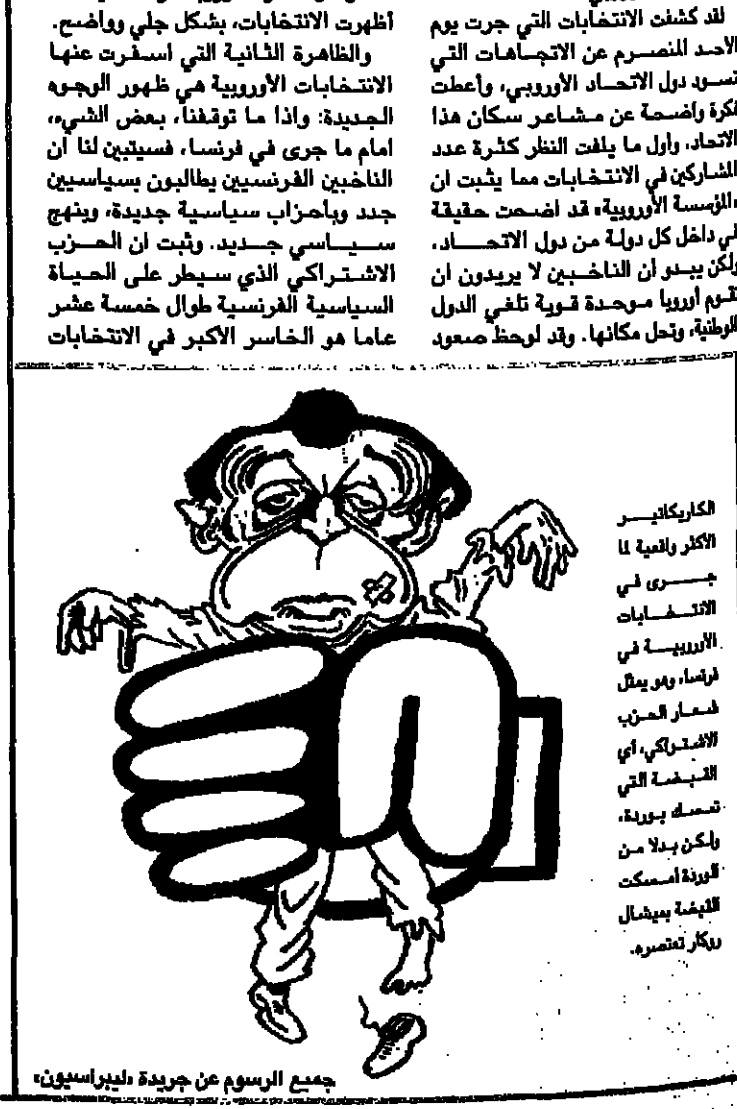 لقد كشفت الانتخابات التي جرت يوم
الاحد المنصرم عن الاتجاهات التي
تسود دول الاتحاد الأوروبي، وأعطت
فكرة واضحة عن مشاعر سكان هذا
الاتحاد. واول ما يلفت النظر كثرة عدد
المشاركين في الانتخابات مما يثبت ان
«المؤسسة الأوروبية» قد اضحت حقيقة
في داخل كل دولة من دول الاتحاد.
ولكن يبدو ان الناخبين لا يريدون ان
تقوم أوروبا موحدة قوية تلغي الدول
الوطنية، وتحل مكانها. وقد لوحظ صعود
أظهرت الانتخابات، بشكل جلي وواضح.
والظاهرة الثانية التي اسفرت عنها
الانتخابات الأوروبية هي ظهور الوجوه
الجديدة: واذا ما توقفنا، بعض الشيء،
امام ما جرى في فرنسا، فسيتبين لنا ان
الناخبين الفرنسيين يطالبون بسياسيين
جدد وبأحزاب سياسية جديدة، وبنهج
سياسي جديد. وثبت ان الحزب
الاشتراكي الذي سيطر على الحياة
السياسية الفرنسية طوال خمسة عشر
عاما هو الخاسر الأكبر في الانتخابات
الكاريكاتير
الأكثر واقعية لما
جرى في
الانتخابات
الأوروبية في
فرنسا، وهو يمثل
شعار الحزب
الاشتراكي، أي
القبضة التي
تمسك بوردة،
ولكن بدلا من
الوردة أمسكت
القبضة بميشال
روكار تعتصره.
جميع الرسوم عن جريدة «ليبراسيون»